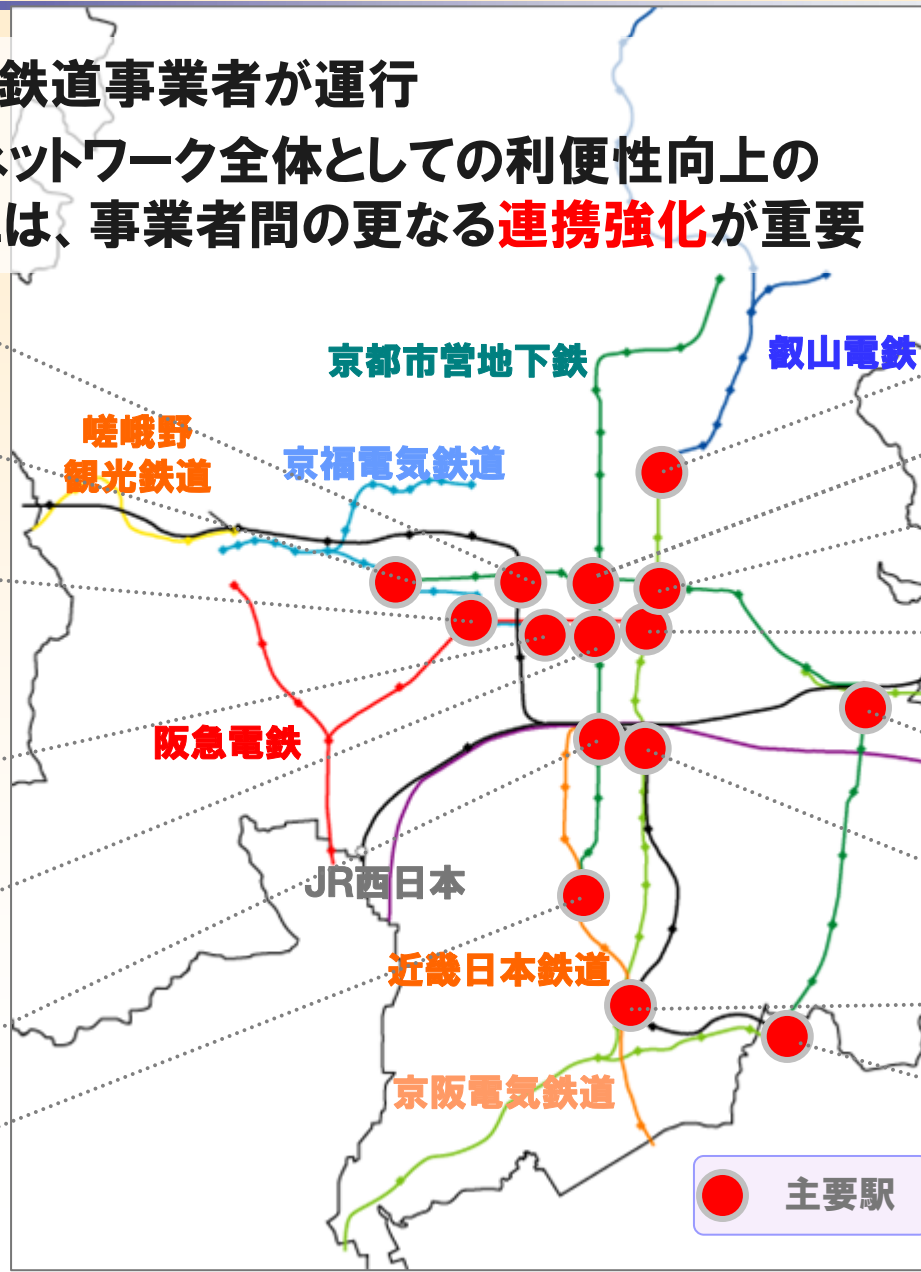 鉄道事業者が運行
ネットワーク全体としての利便性向上の
は、事業者間の更なる連携強化が重要
京都市営地下鉄
叡山電鉄
嵯峨野
観光鉄道
京福電気鉄道
阪急電鉄
JR西日本
近畿日本鉄道
京阪電気鉄道
主要駅